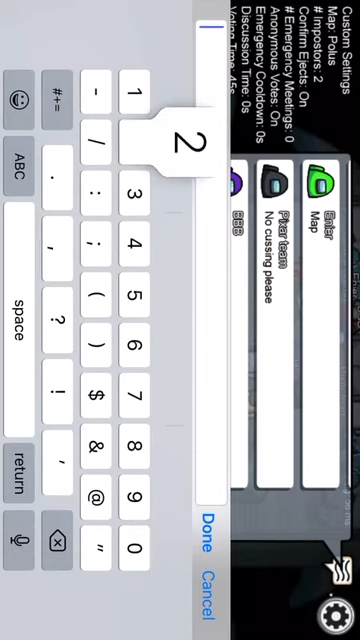 Custom Settings
Map: Polus
# Impostors: 2
Confirm Ejects: On
# Emergency Meetings: 0
Anonymous Votes: On
Emergency Cooldown: 0s
Discussion Time: 0s
Voting Time: 45s
Enter
Map
Pixar team
No cussing please
BBB
Done
Cancel
2
1 3 4 5 6 7 8 9 0
- / : ; ( ) $ & @ "
#+= . , ? ! '
ABC space return